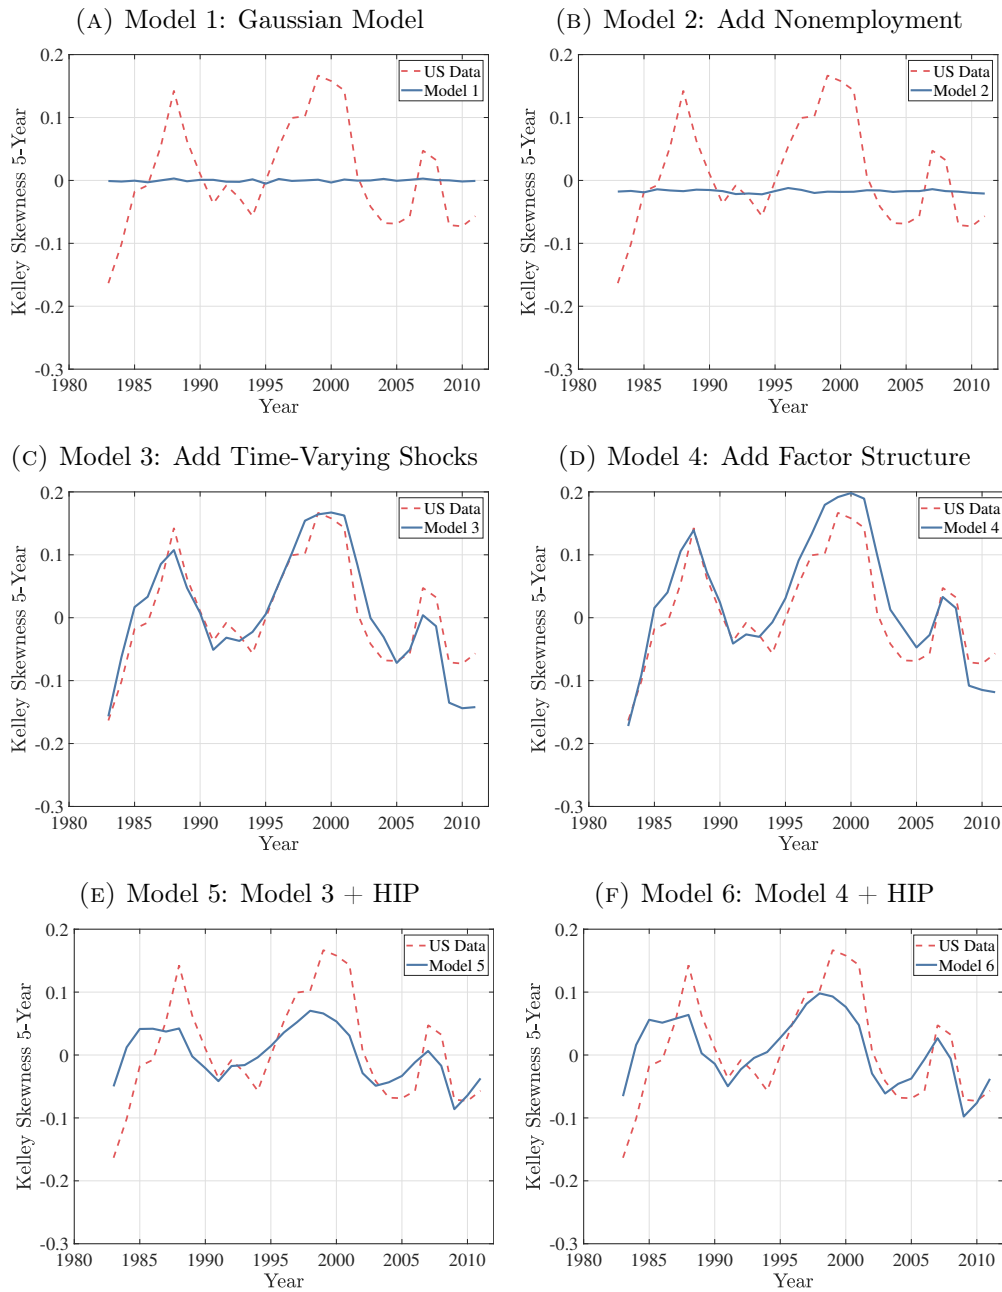 (A) Model 1: Gaussian Model
Kelley Skewness 5-Year
0.2
0.1
0
-0.1
-0.2
-0.3
US Data
Model 1
1980 1985 1990 1995 2000 2005 2010
Year
(B) Model 2: Add Nonemployment
Kelley Skewness 5-Year
0.2
0.1
0
-0.1
-0.2
-0.3
US Data
Model 2
1980 1985 1990 1995 2000 2005 2010
Year
(C) Model 3: Add Time-Varying Shocks
Kelley Skewness 5-Year
0.2
0.1
0
-0.1
-0.2
-0.3
US Data
Model 3
1980 1985 1990 1995 2000 2005 2010
Year
(D) Model 4: Add Factor Structure
Kelley Skewness 5-Year
0.2
0.1
0
-0.1
-0.2
-0.3
US Data
Model 4
1980 1985 1990 1995 2000 2005 2010
Year
(E) Model 5: Model 3 + HIP
Kelley Skewness 5-Year
0.2
0.1
0
-0.1
-0.2
-0.3
US Data
Model 5
1980 1985 1990 1995 2000 2005 2010
Year
(F) Model 6: Model 4 + HIP
Kelley Skewness 5-Year
0.2
0.1
0
-0.1
-0.2
-0.3
US Data
Model 6
1980 1985 1990 1995 2000 2005 2010
Year